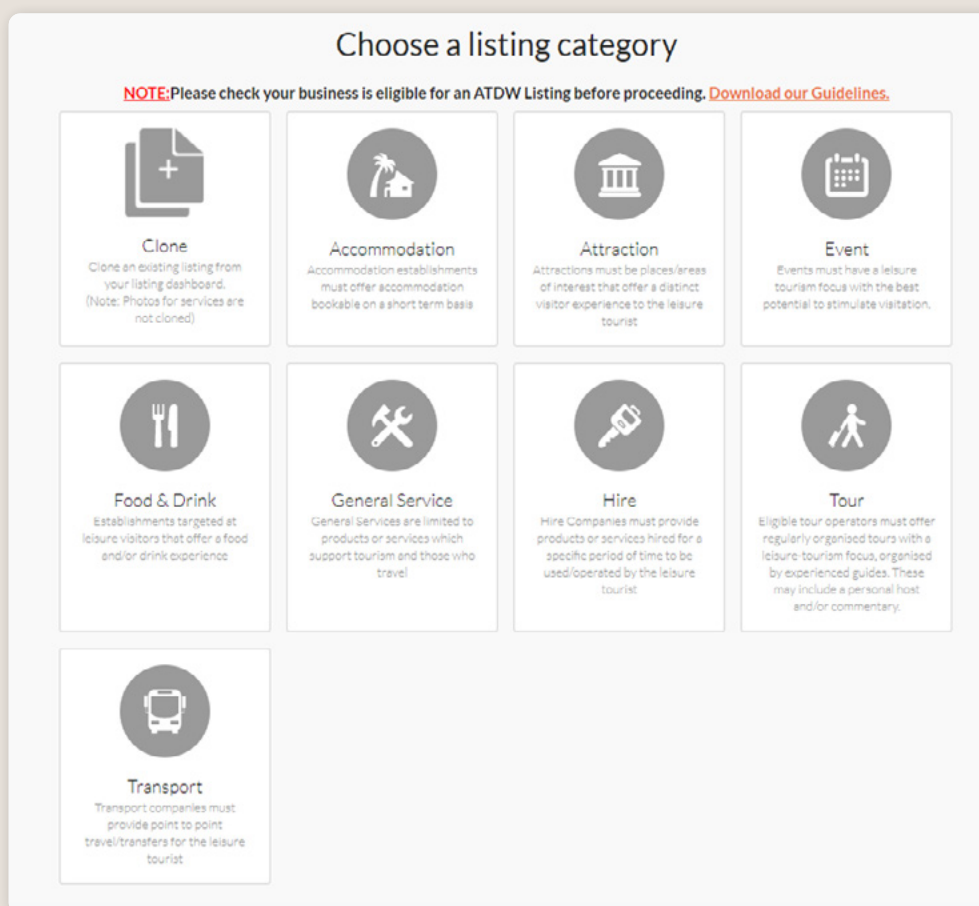 Choose a listing category
NOTE:Please check your business is eligible for an ATDW Listing before proceeding. Download our Guidelines.
Clone
Clone an existing listing from
your listing dashboard.
(Note: Photos for services are
not cloned)
Accommodation
Accommodation establishments
must offer accommodation
bookable on a short term basis
Attraction
Attractions must be places/areas
of interest that offer a distinct
visitor experience to the leisure
tourist
Event
Events must have a leisure
tourism focus with the best
potential to stimulate visitation.
Food & Drink
Establishments targeted at
leisure visitors that offer a food
and/or drink experience
General Service
General Services are limited to
products or services which
support tourism and those who
travel
Hire
Hire Companies must provide
products or services hired for a
specific period of time to be
used/operated by the leisure
tourist
Tour
Eligible tour operators must offer
regularly organised tours with a
leisure-tourism focus, organised
by experienced guides. These
may include a personal host
and/or commentary.
Transport
Transport companies must
provide point to point
travel/transfers for the leisure
tourist